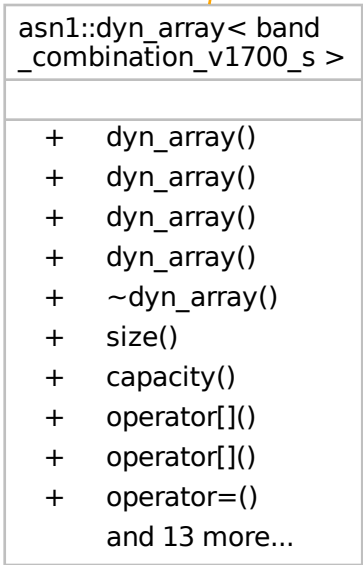 asn1::dyn_array< band
_combination_v1700_s >
+ dyn_array()
+ dyn_array()
+ dyn_array()
+ dyn_array()
+ ~dyn_array()
+ size()
+ capacity()
+ operator[]()
+ operator[]()
+ operator=()
and 13 more...